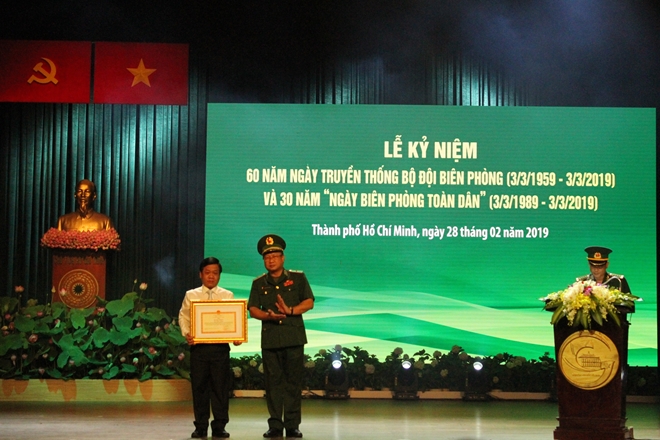 LỄ KỶ NIỆM
60 NĂM NGÀY TRUYỀN THỐNG BỘ ĐỘI BIÊN PHÒNG (3/3/1959 - 3/3/2019)
VÀ 30 NĂM "NGÀY BIÊN PHÒNG TOÀN DÂN" (3/3/1989 - 3/3/2019)
Thành phố Hồ Chí Minh, ngày 28 tháng 02 năm 2019